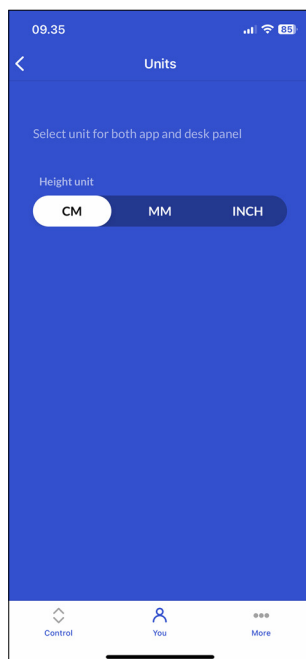 09.35
85
Units
Select unit for both app and desk panel
Height unit
CM MM INCH
Control You More